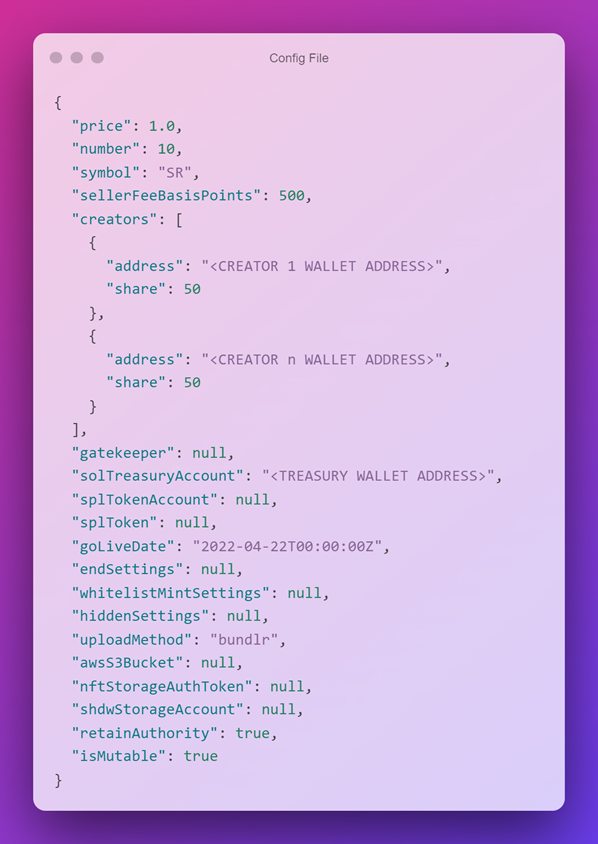 Config File
{
"price": 1.0,
"number": 10,
"symbol": "SR",
"sellerFeeBasisPoints": 500,
"creators": [
{
"address": "<CREATOR 1 WALLET ADDRESS>",
"share": 50
},
{
"address": "<CREATOR n WALLET ADDRESS>",
"share": 50
}
],
"gatekeeper": null,
"solTreasuryAccount": "<TREASURY WALLET ADDRESS>",
"splTokenAccount": null,
"splToken": null,
"goLiveDate": "2022-04-22T00:00:00Z",
"endSettings": null,
"whitelistMintSettings": null,
"hiddenSettings": null,
"uploadMethod": "bundlr",
"awsS3Bucket": null,
"nftStorageAuthToken": null,
"shdwStorageAccount": null,
"retainAuthority": true,
"isMutable": true
}